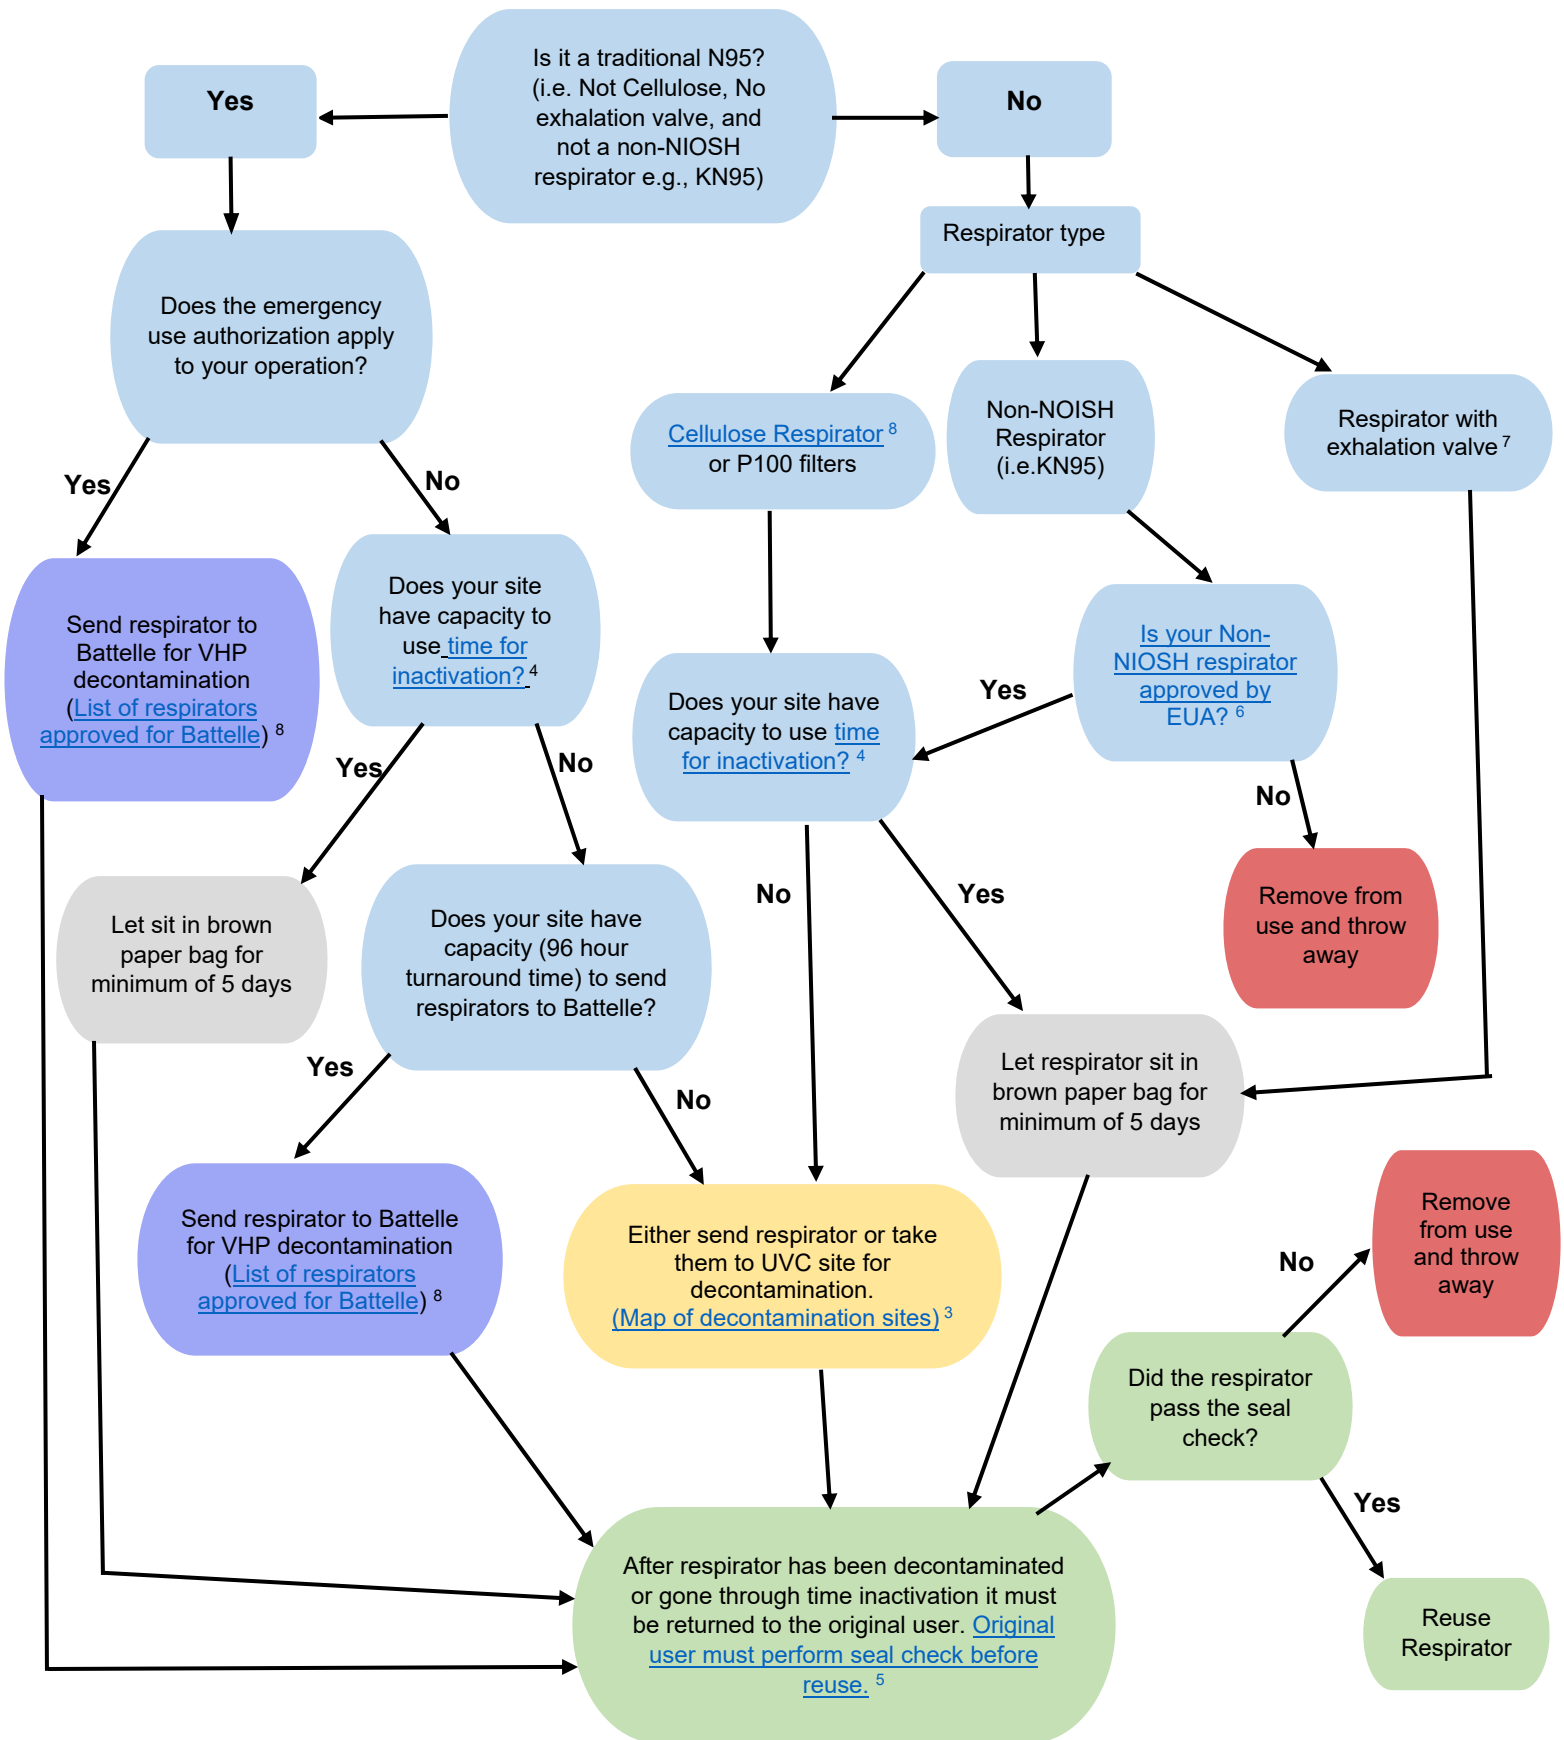 Is it a traditional N95?
(i.e. Not Cellulose, No
exhalation valve, and
not a non-NIOSH
respirator e.g., KN95)
Yes
No
Respirator type
Does the emergency
use authorization apply
to your operation?
Cellulose Respirator 8
or P100 filters
Non-NOISH
Respirator
(i.e.KN95)
Respirator with
exhalation valve 7
Yes
No
Send respirator to
Battelle for VHP
decontamination
(List of respirators
approved for Battelle) 8
Does your site
have capacity to
use time for
inactivation? 4
Does your site have
capacity to use time
for inactivation? 4
Yes
Is your Non-
NIOSH respirator
approved by
EUA? 6
Yes
No
No
Remove from
use and throw
away
Let sit in brown
paper bag for
minimum of 5 days
Does your site have
capacity (96 hour
turnaround time) to send
respirators to Battelle?
No
Yes
Let respirator sit in
brown paper bag for
minimum of 5 days
Yes
No
Send respirator to Battelle
for VHP decontamination
(List of respirators
approved for Battelle) 8
Either send respirator or take
them to UVC site for
decontamination.
(Map of decontamination sites) 3
No
Remove
from use
and throw
away
Did the respirator
pass the seal
check?
Yes
After respirator has been decontaminated
or gone through time inactivation it must
be returned to the original user. Original
user must perform seal check before
reuse. 5
Reuse
Respirator